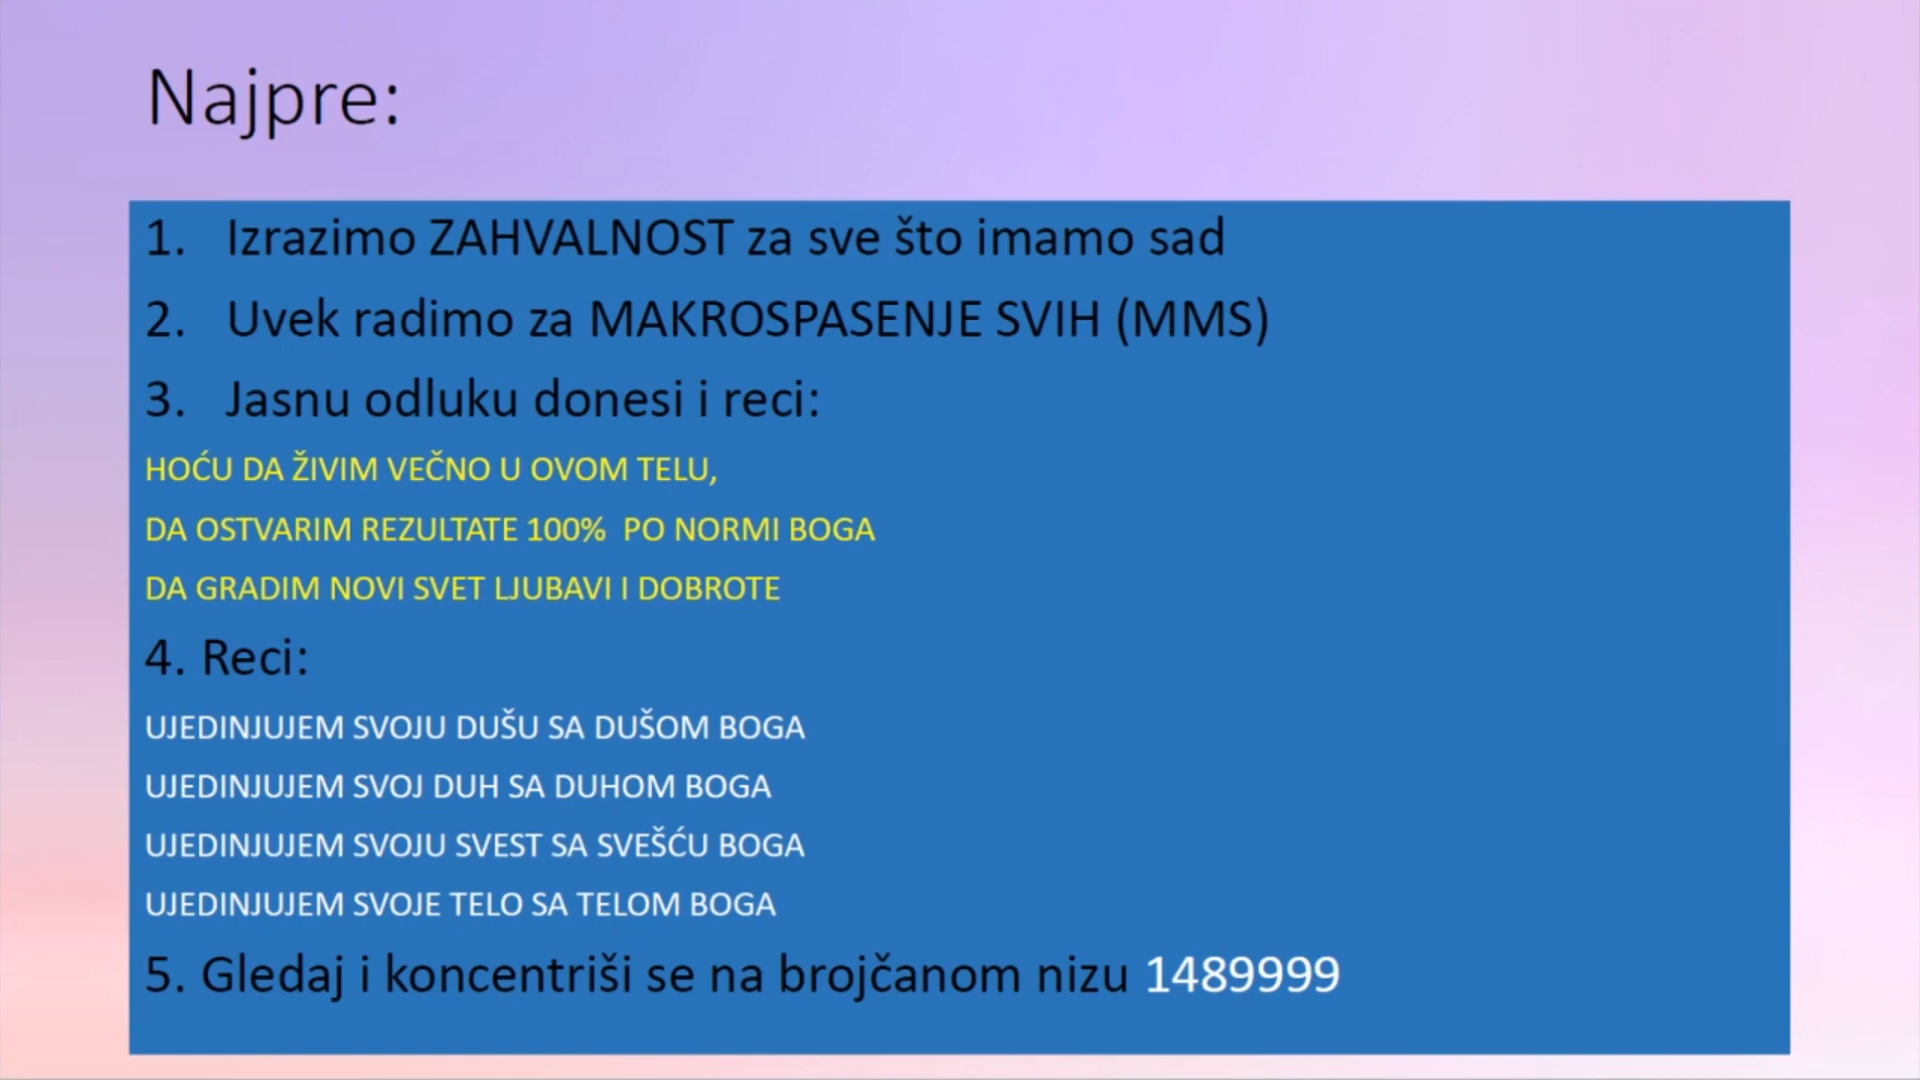 Najpre:
1. Izrazimo ZAHVALNOST za sve što imamo sad
2. Uvek radimo za MAKROSPASENJE SVIH (MMS)
3. Jasnu odluku donesi i reci:
HOĆU DA ŽIVIM VEČNO U OVOM TELU,
DA OSTVARIM REZULTATE 100% PO NORMI BOGA
DA GRADIM NOVI SVET LJUBAVI I DOBROTE
4. Reci:
UJEDINJUJEM SVOJU DUŠU SA DUŠOM BOGA
UJEDINJUJEM SVOJ DUH SA DUHOM BOGA
UJEDINJUJEM SVOJU SVEST SA SVEŠĆU BOGA
UJEDINJUJEM SVOJE TELO SA TELOM BOGA
5. Gledaj i koncentriši se na brojčanom nizu 1489999